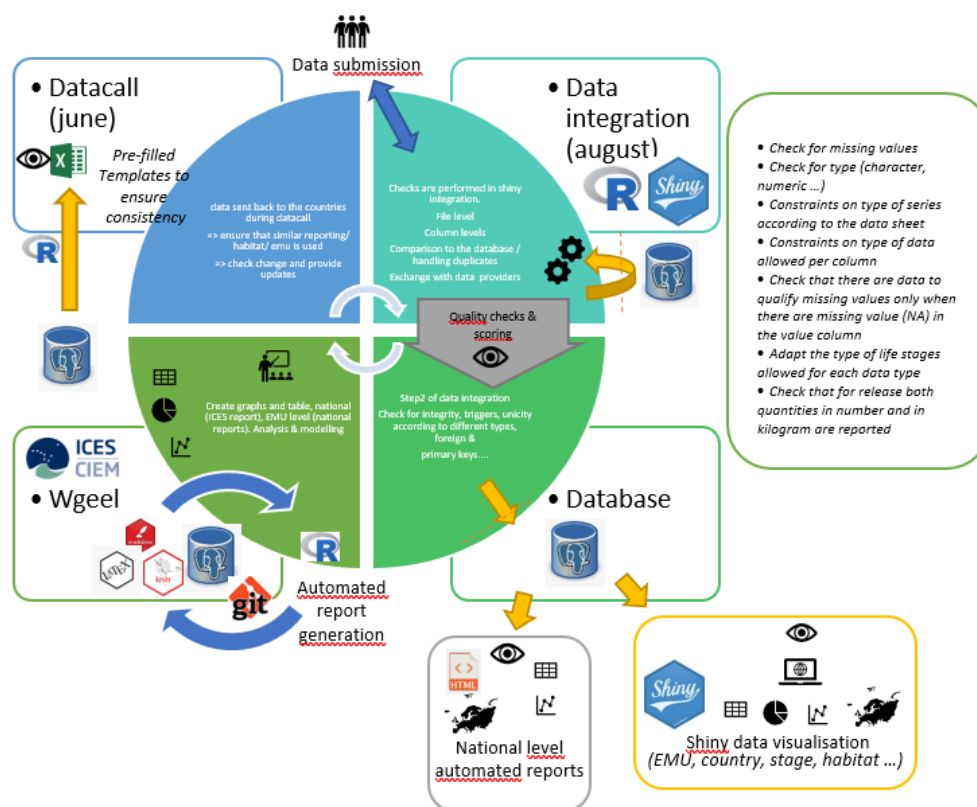 Data submission
• Datacall
(june)
Pre-filled
Templates to
ensure
consistency
X
R
data sent back to the countries
during datacall
=> ensure that similar reporting/
habitat/ emu is used
=> check change and provide
updates
• Data
integration
(august)
R
Shiny
Checks are performed in shiny
integration.
File level
Column levels
Comparison to the database /
handling duplicates
Exchange with data providers
• Check for missing values
• Check for type (character,
numeric ...)
• Constraints on type of series
according to the data sheet
• Constraints on type of data
allowed per column
• Check that there are data to
qualify missing values only when
there are missing value (NA) in
the value column
• Adapt the type of life stages
allowed for each data type
• Check that for release both
quantities in number and in
kilogram are reported
Quality checks &
scoring
Create graphs and table, national
(ICES report), EMU level (national
reports). Analysis & modelling
Step2 of data integration
Check for integrity, triggers, unicity
according to different types,
foreign &
primary keys....
ICES
CIEM
• Wgeel
LATEX
knitr
R
git
Automated
report
generation
• Database
HTML
National level
automated reports
Shiny
Shiny data visualisation
(EMU, country, stage, habitat ...)